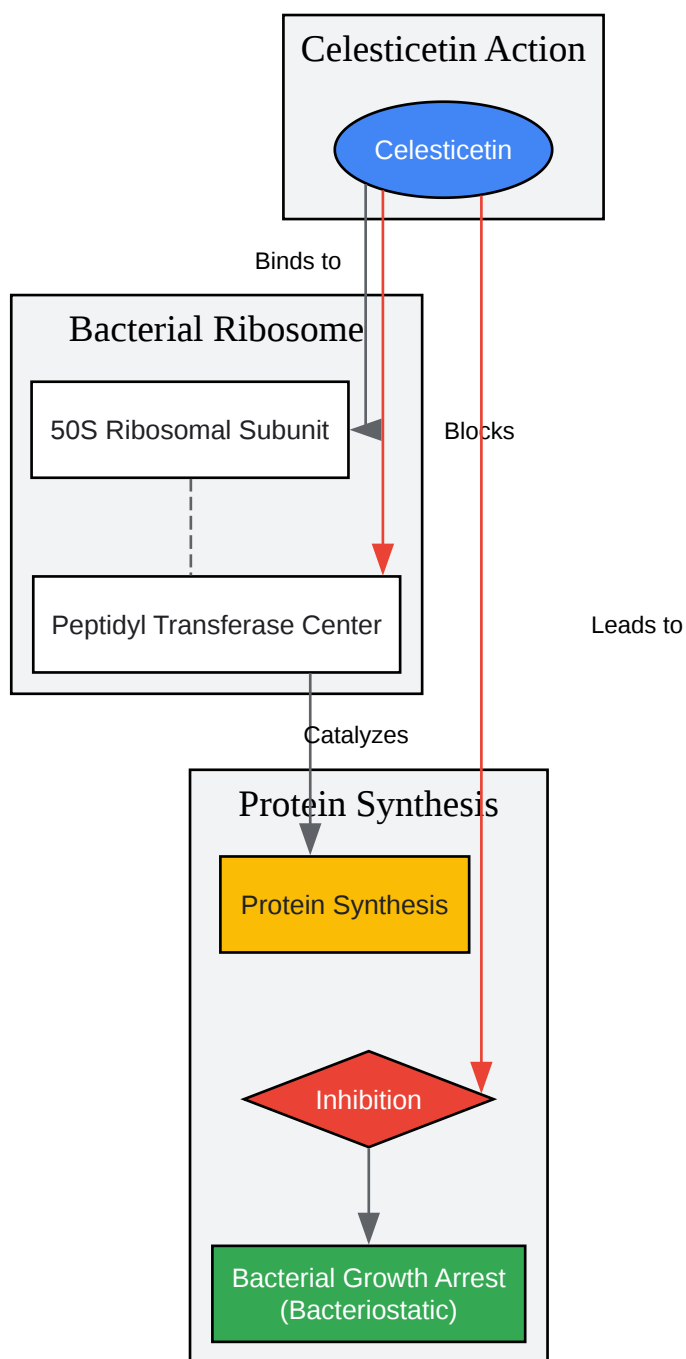 Celesticetin Action
Celesticetin
Binds to
Bacterial Ribosome
50S Ribosomal Subunit
Blocks
Peptidyl Transferase Center
Leads to
Catalyzes
Protein Synthesis
Protein Synthesis
Inhibition
Bacterial Growth Arrest
(Bacteriostatic)